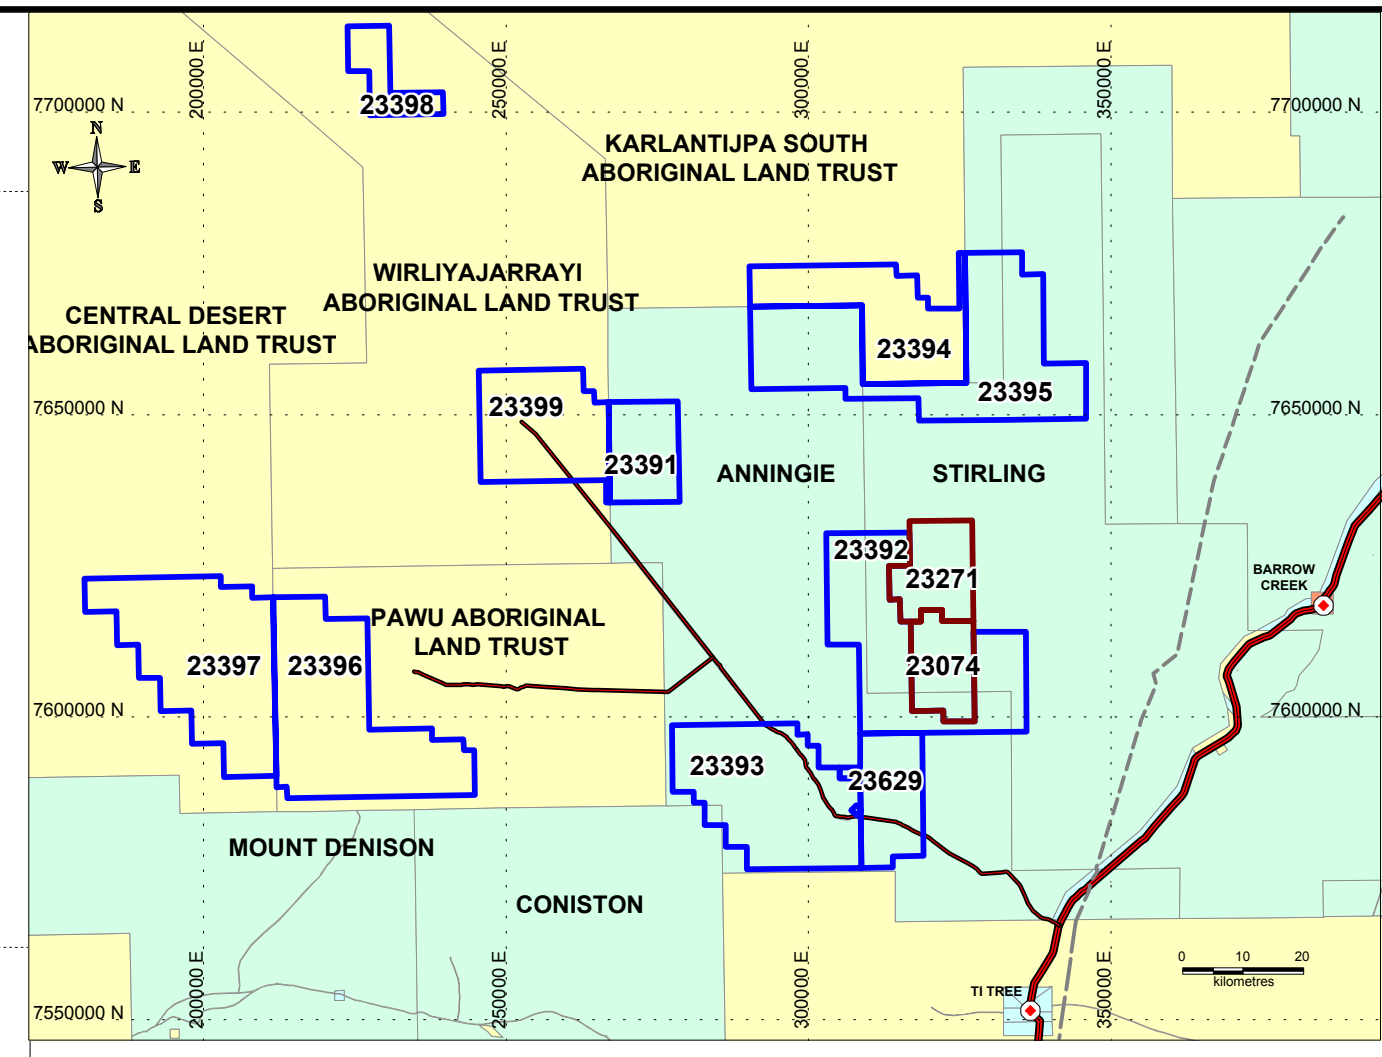 200000 E
250000 E
300000 E
350000 E
7700000 N
23398
7700000 N
N
W
E
S
KARLANTIJPA SOUTH
ABORIGINAL LAND TRUST
WIRLIYAJARRAYI
ABORIGINAL LAND TRUST
CENTRAL DESERT
ABORIGINAL LAND TRUST
23394
23395
7650000 N
23399
7650000 N
23391
ANNINGIE
STIRLING
23392
23271
BARROW
CREEK
PAWU ABORIGINAL
LAND TRUST
23397
23396
23074
7600000 N
7600000 N
23393
23629
MOUNT DENISON
CONISTON
0
10
20
kilometres
TI TREE
7550000 N
200000 E
250000 E
300000 E
350000 E
7550000 N